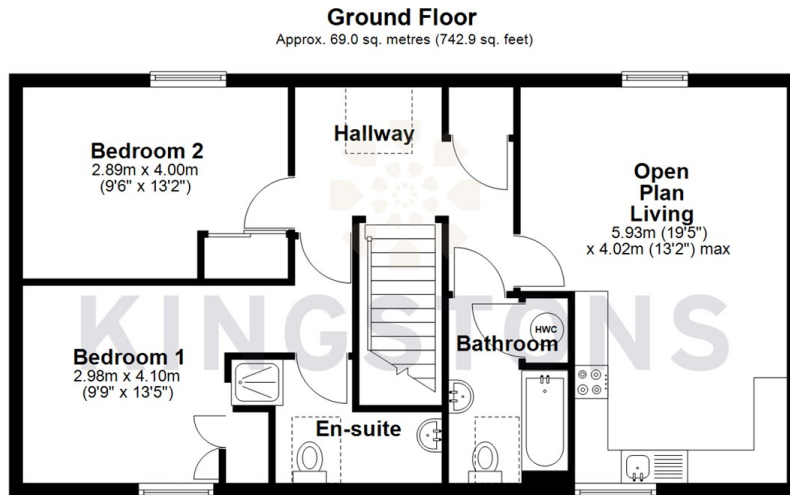 Ground Floor
Approx. 69.0 sq. metres (742.9 sq. feet)
Bedroom 2
2.89m x 4.00m
(9'6" x 13'2")
Hallway
Open
Plan
Living
5.93m (19'5")
x 4.02m (13'2") max
KINGSTONS
Bedroom 1
2.98m x 4.10m
(9'9" x 13'5")
En-suite
Bathroom
HWC